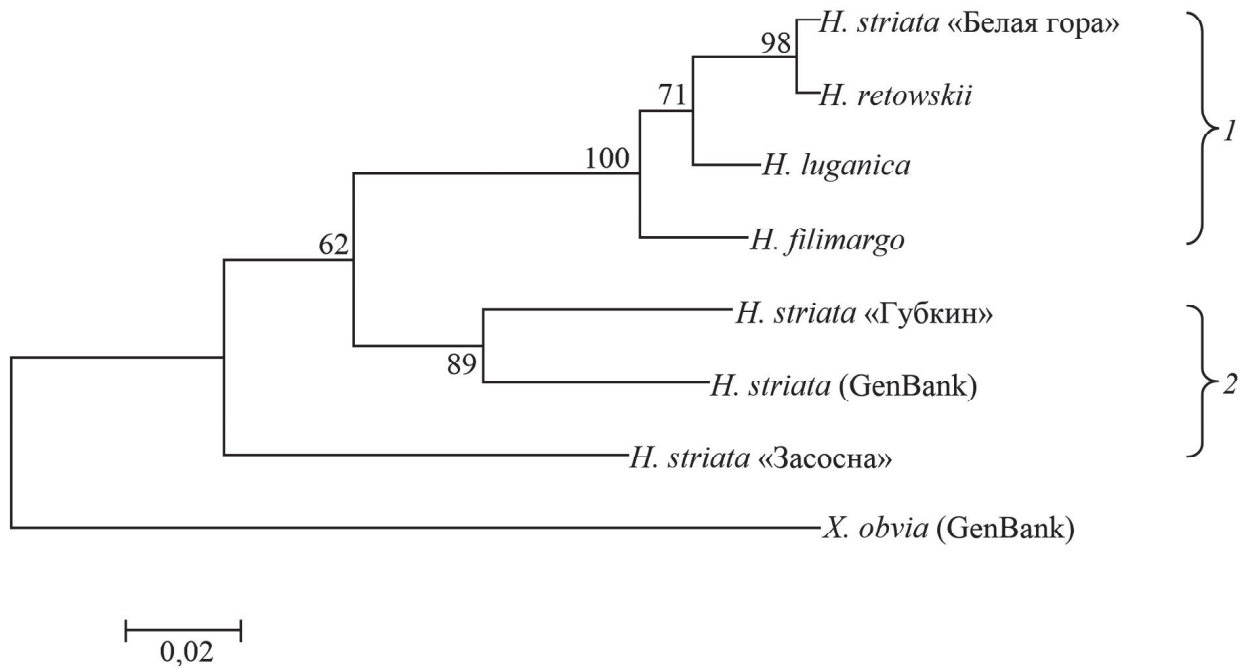 H. striata «Белая гора»
98
H. retowskii
71
1
H. luganica
100
H. filimargo
62
H. striata «Губкин»
89
H. striata (GenBank)
2
H. striata «Засосна»
X. obvia (GenBank)
0,02